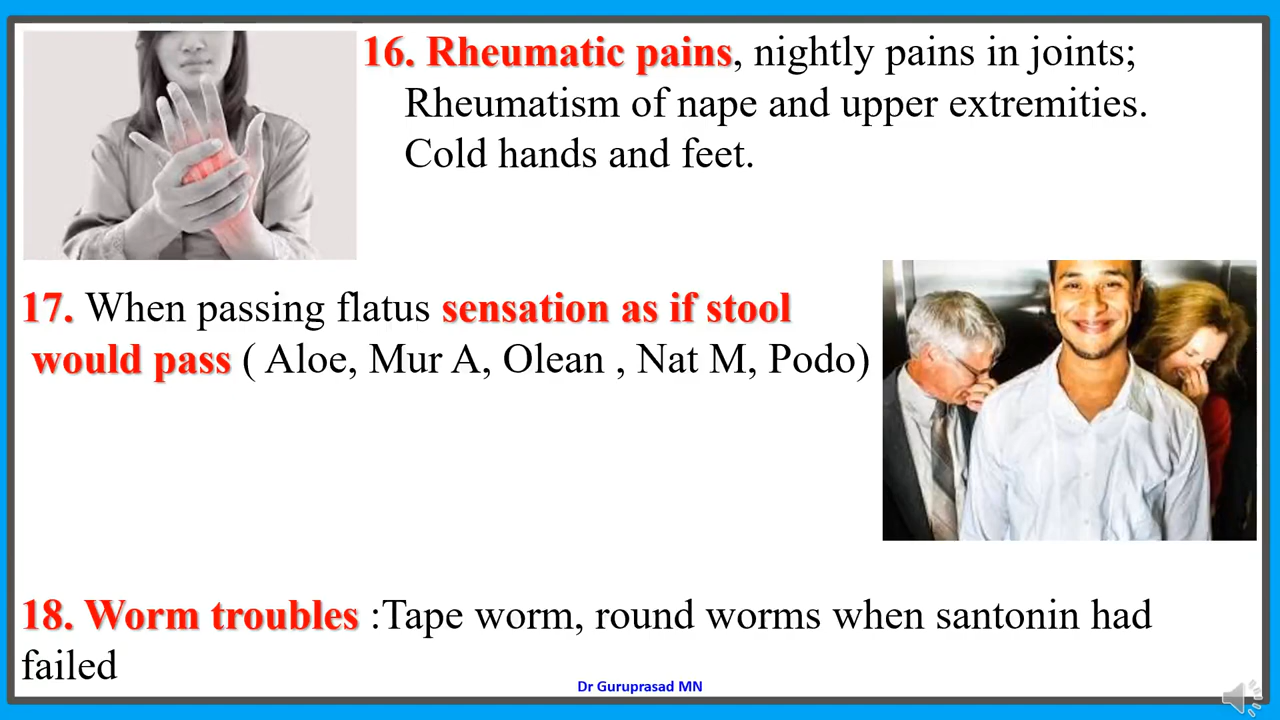 16. Rheumatic pains, nightly pains in joints;
Rheumatism of nape and upper extremities.
Cold hands and feet.
17. When passing flatus sensation as if stool
would pass ( Aloe, Mur A, Olean , Nat M, Podo)
18. Worm troubles :Tape worm, round worms when santonin had
failed
Dr Guruprasad MN